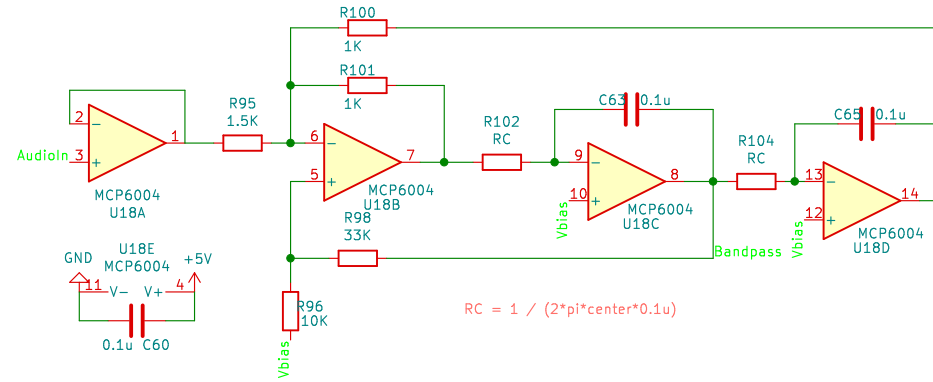 R100
1K
R101
1K
R95
1.5K
2
3
1
AudioIn
MCP6004
U18A
6
5
7
MCP6004
U18B
R102
RC
C63 0.1u
9
10
8
Vbias
MCP6004
U18C
R104
RC
C65 0.1u
13
12
14
Vbias
MCP6004
U18D
Bandpass
R98
33K
R96
10K
Vbias
GND
U18E
MCP6004
+5V
11
V-
V+
4
0.1u C60
RC = 1 / (2*pi*center*0.1u)